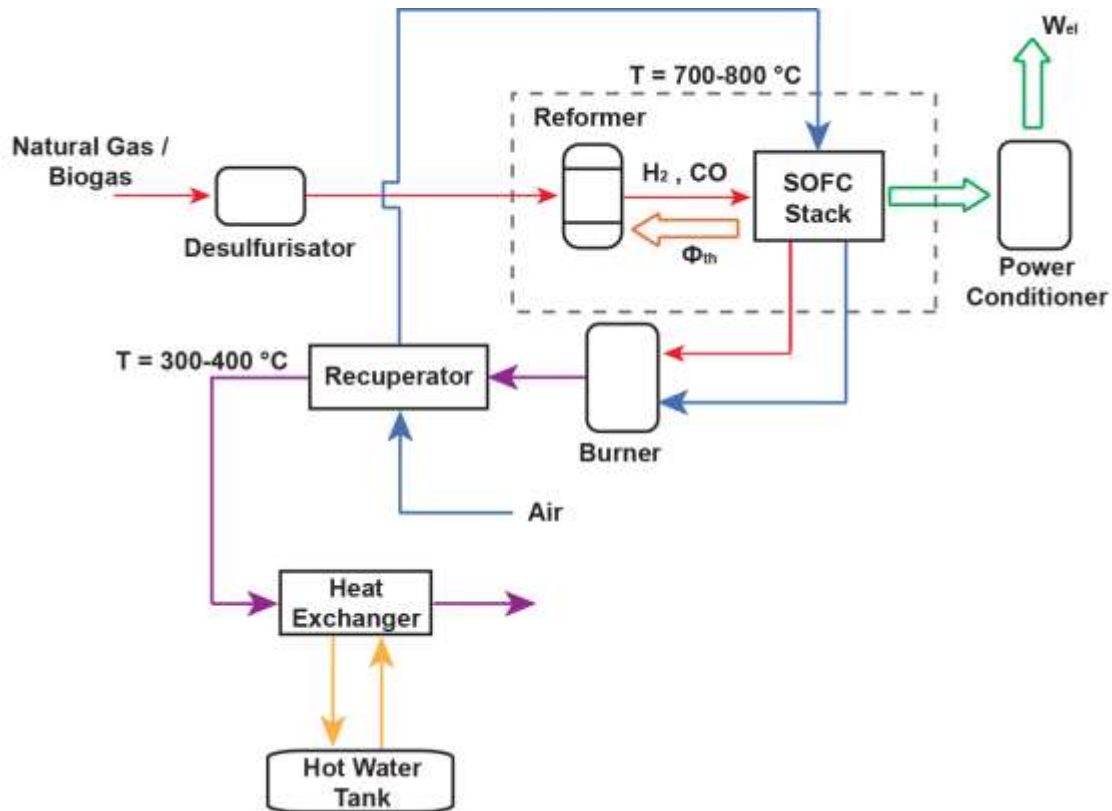 Wel
T = 700-800 °C
Reformer
Natural Gas /
Biogas
H2 , CO
SOFC
Stack
Desulfurisator
Φth
Power
Conditioner
T = 300-400 °C
Recuperator
Burner
Air
Heat
Exchanger
Hot Water
Tank